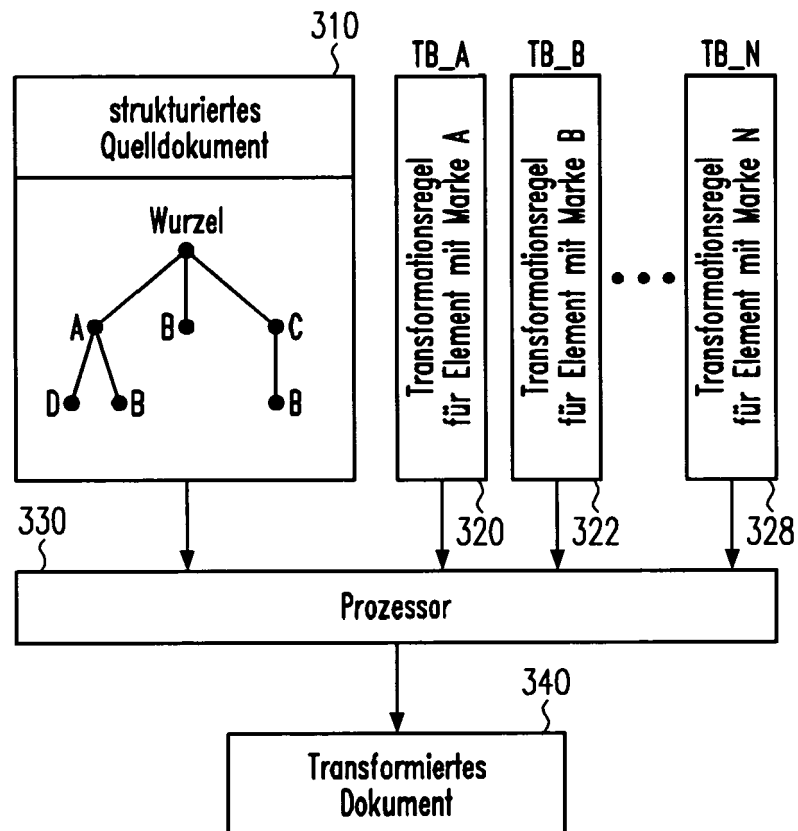 310
TB_A TB_B TB_N
strukturiertes
Quelldokument
Wurzel
A B C
D B B
Transformationsregel
für Element mit Marke A
Transformationsregel
für Element mit Marke B
Transformationsregel
für Element mit Marke N
330 320 322 328
Prozessor
340
Transformiertes
Dokument